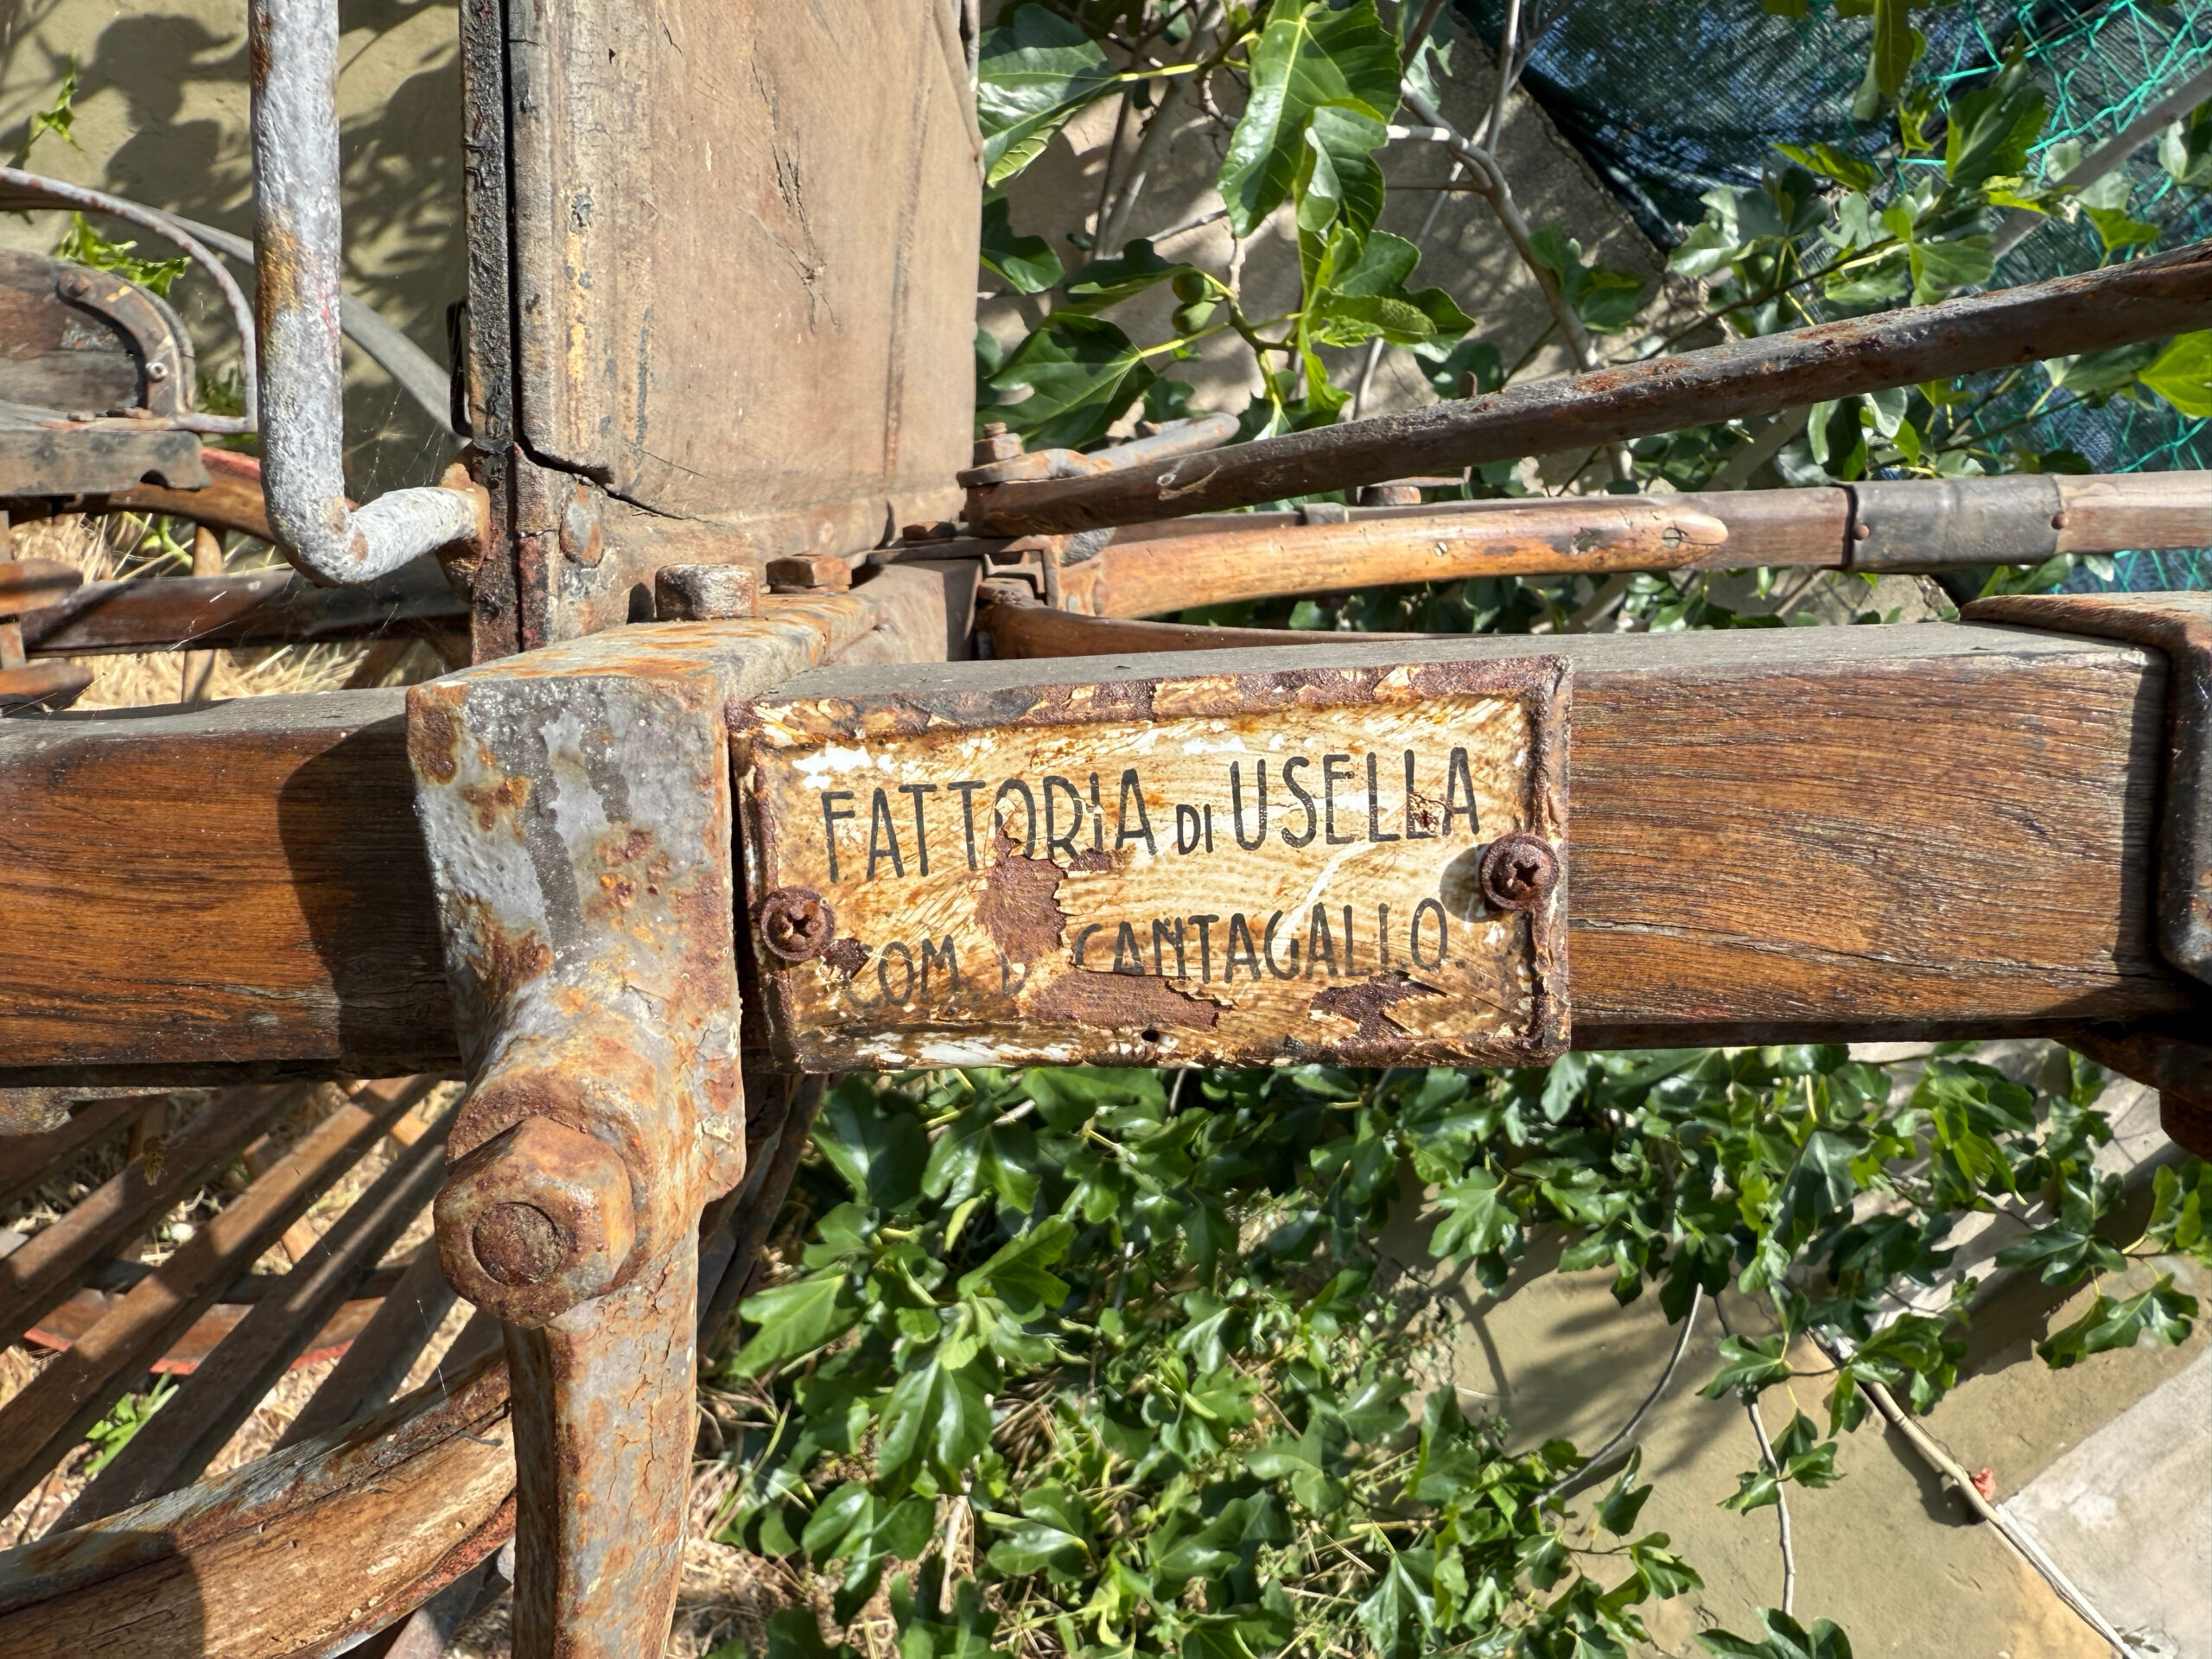 FATTORIA DI USELLA
COM. D CANTAGALLO.